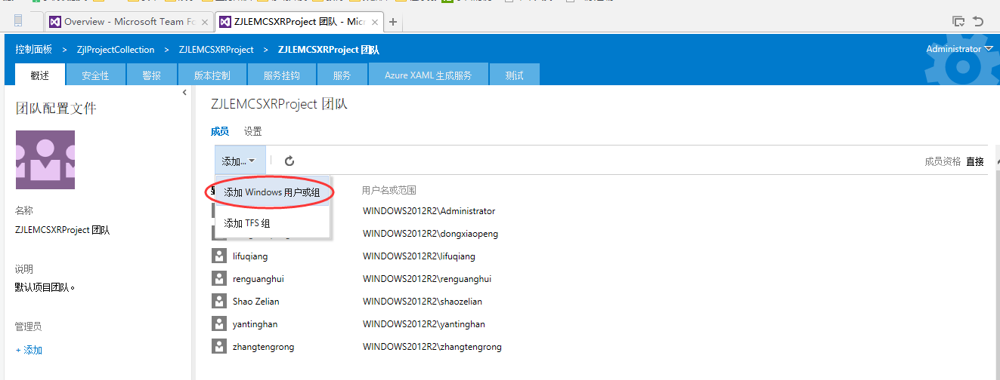 Overview - Microsoft Team Fo
ZJLEMCSXRProject 团队 - Mic
控制面板 > ZjlProjectCollection > ZJLEMCSXRProject > ZJLEMCSXRProject 团队
Administrator
概述 安全性 警报 版本控制 服务挂钩 服务 Azure XAML 生成服务 测试
团队配置文件
名称
ZJLEMCSXRProject 团队
说明
默认项目团队。
管理员
+ 添加
ZJLEMCSXRProject 团队
成员 设置
添加...
成员资格 直接
添加 Windows 用户或组
添加 TFS 组
用户名或范围
WINDOWS2012R2\Administrator
WINDOWS2012R2\dongxiaopeng
lifuqiang WINDOWS2012R2\lifuqiang
renguanghui WINDOWS2012R2\renguanghui
Shao Zelian WINDOWS2012R2\shaozelian
yantinghan WINDOWS2012R2\yantinghan
zhangtengrong WINDOWS2012R2\zhangtengrong